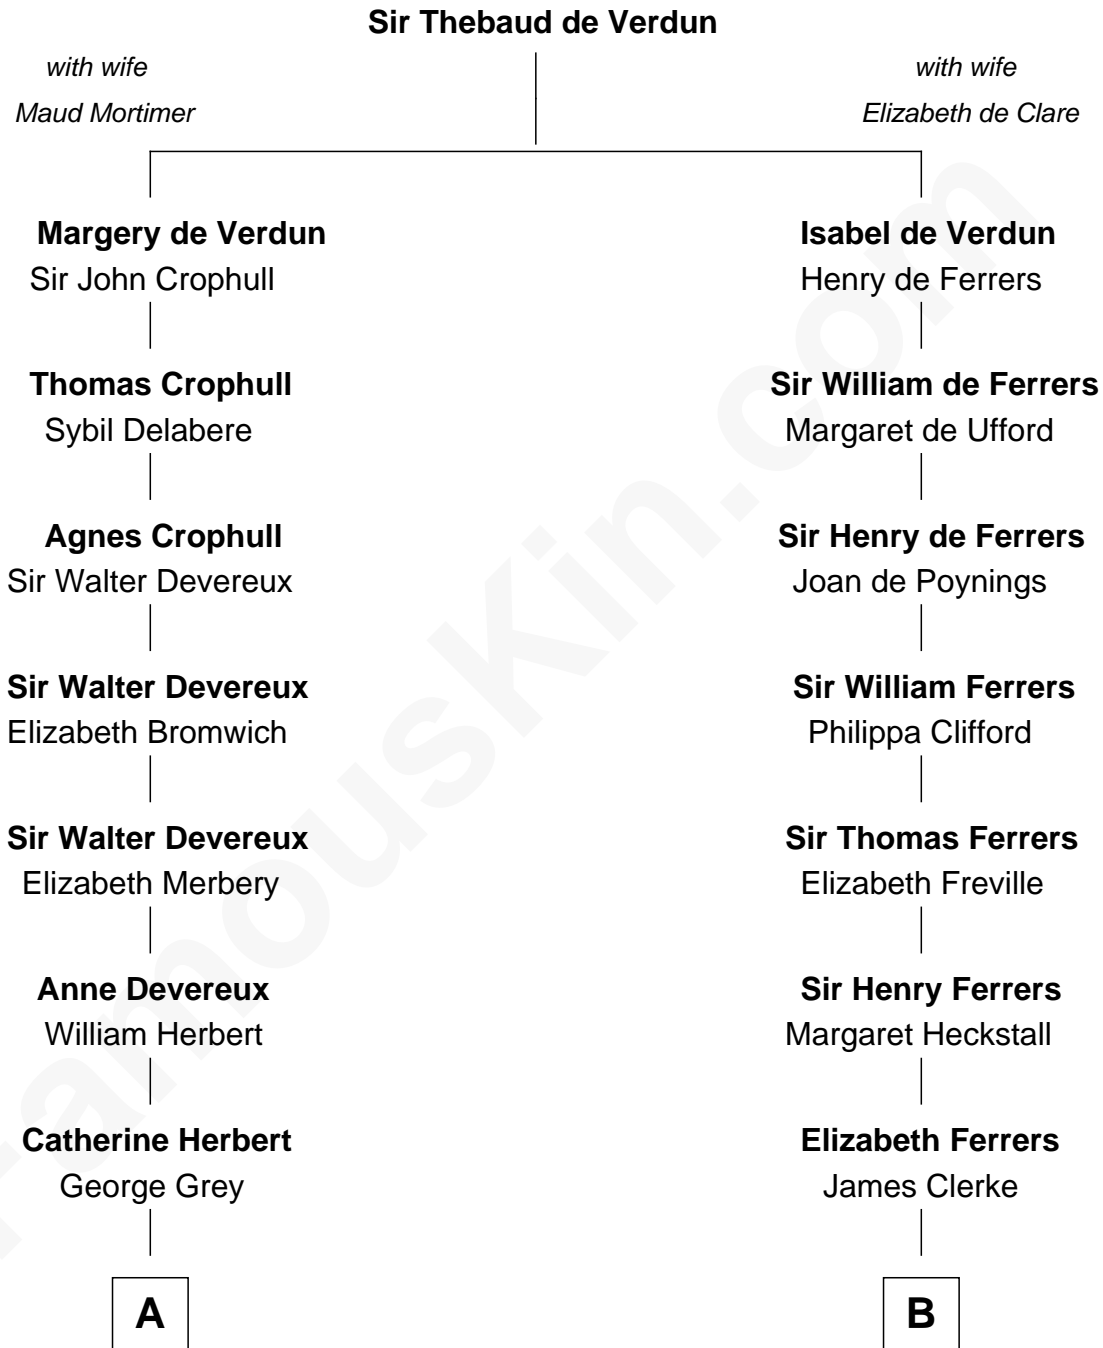 Sir Thebaud de Verdun
with wife
Maud Mortimer
with wife
Elizabeth de Clare
Margery de Verdun
Sir John Crophull
Isabel de Verdun
Henry de Ferrers
Thomas Crophull
Sybil Delabere
Sir William de Ferrers
Margaret de Ufford
Agnes Crophull
Sir Walter Devereux
Sir Henry de Ferrers
Joan de Poynings
Sir Walter Devereux
Elizabeth Bromwich
Sir William Ferrers
Philippa Clifford
Sir Walter Devereux
Elizabeth Merbery
Sir Thomas Ferrers
Elizabeth Freville
Anne Devereux
William Herbert
Sir Henry Ferrers
Margaret Heckstall
Catherine Herbert
George Grey
Elizabeth Ferrers
James Clerke
A
B
FamousKin.com